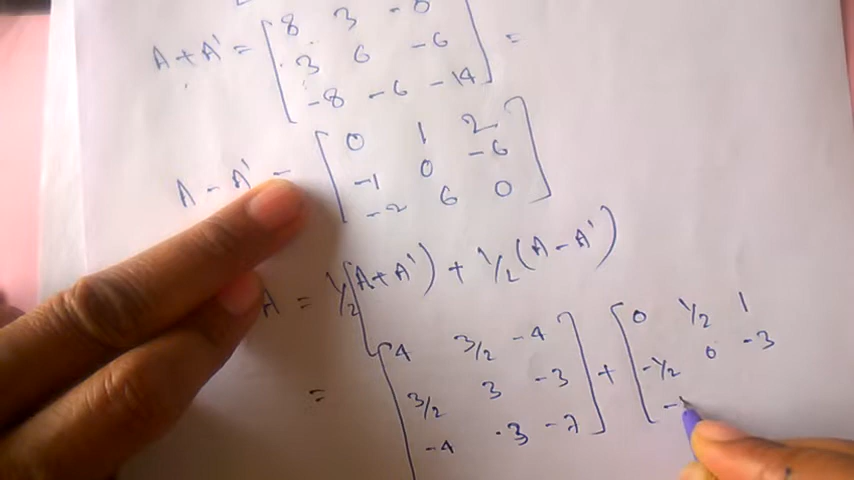 8 3 -8
A + A' = 3 6 -6 =
-8 -6 -14
0 1 2
A - A' = -1 0 -6
-2 6 0
A = 1/2(A+A') + 1/2(A-A')
4 3/2 -4 0 1/2 1
= 3/2 3 -3 + -1/2 0 -3
-4 -3 -7 -1